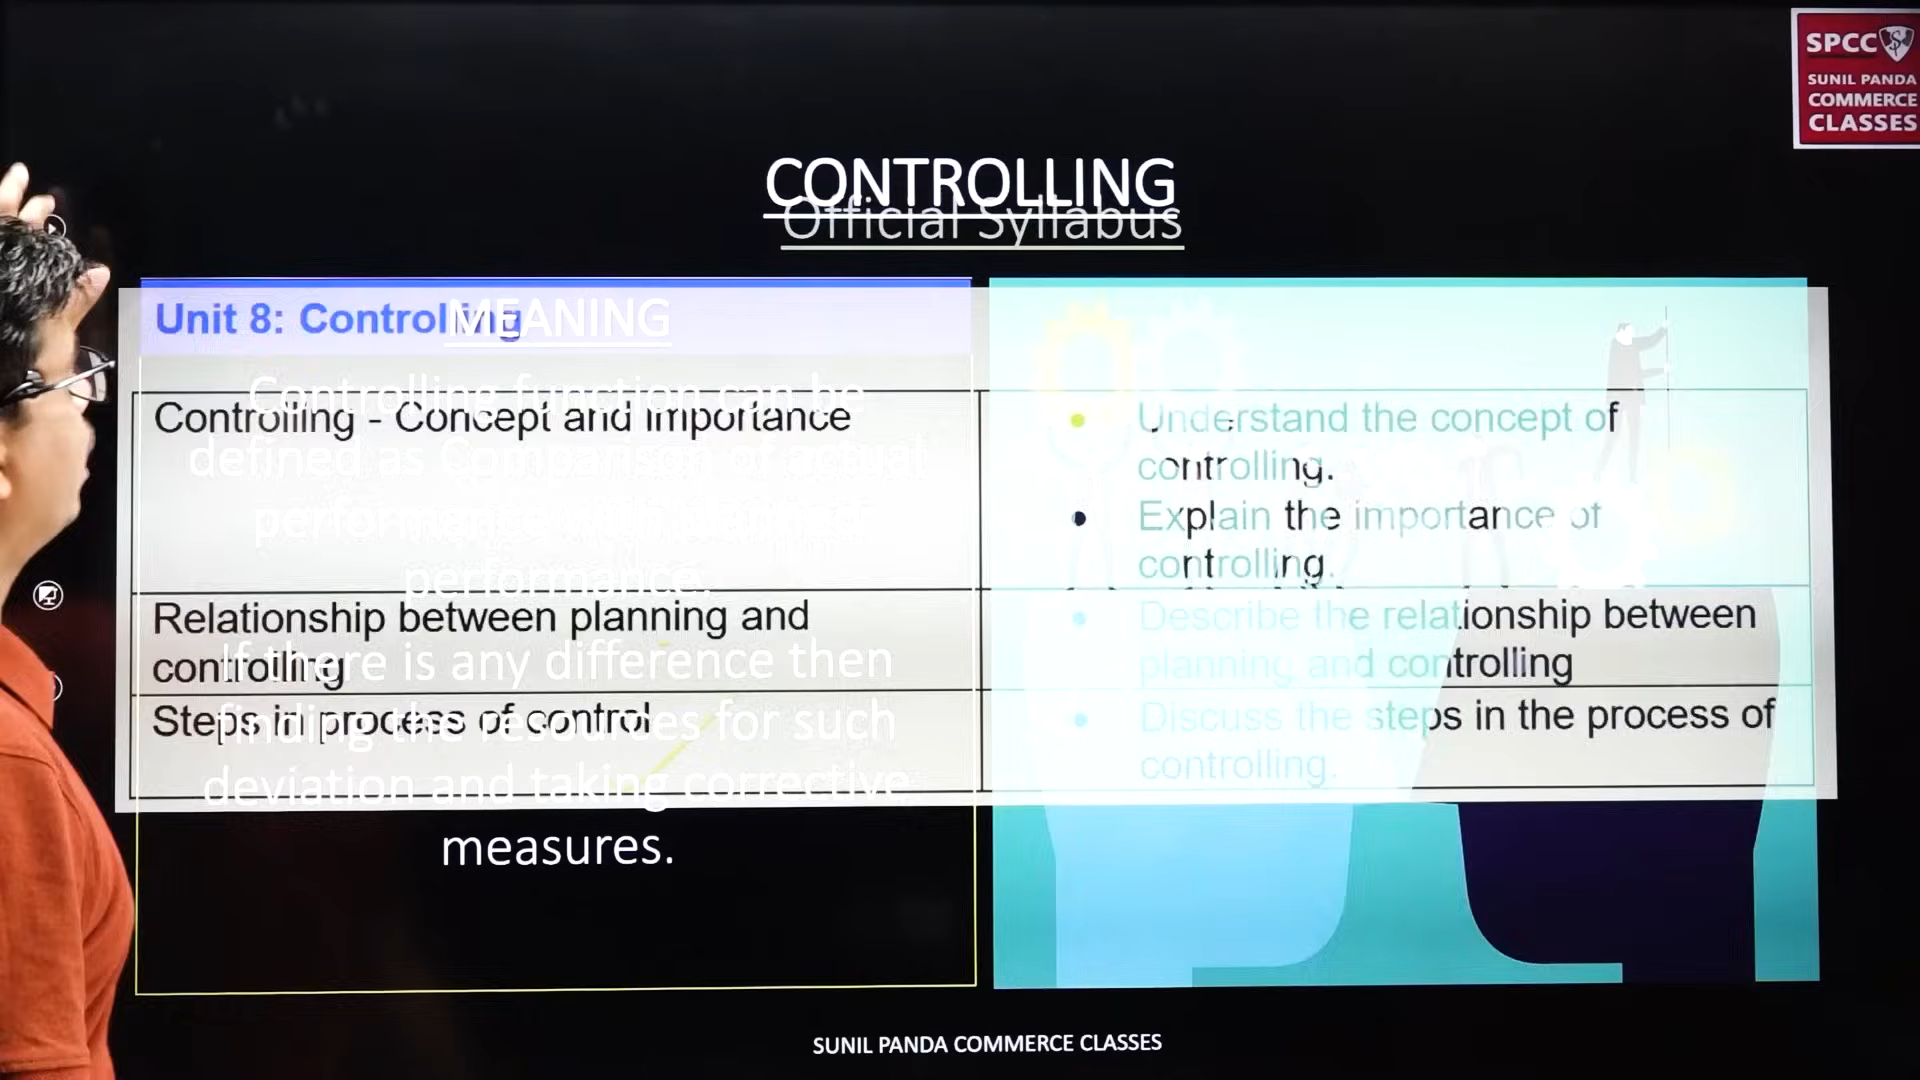 SPCC
SUNIL PANDA
COMMERCE
CLASSES
CONTROLLING
Official Syllabus
Unit 8: Controlling
MEANING
Controlling function can be
defined as Comparison of actual
performance with planned
performance.
If there is any difference then
finding the resources for such
deviation and taking corrective
measures.
Controlling - Concept and importance
Understand the concept of
controlling.
Explain the importance of
controlling.
Relationship between planning and
controlling
Describe the relationship between
planning and controlling
Steps in process of control
Discuss the steps in the process of
controlling.
SUNIL PANDA COMMERCE CLASSES